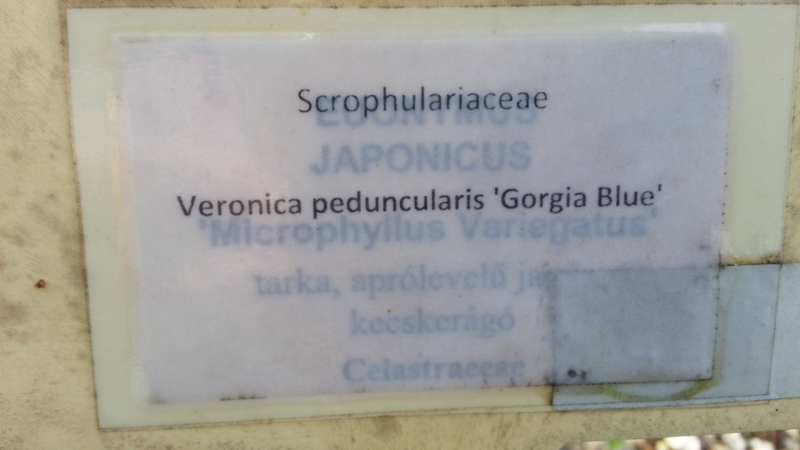 Scrophulariaceae
EUONYMUS
JAPONICUS
Veronica peduncularis 'Gorgia Blue'
'Microphyllus Variegatus'
tarka, aprólevelű
kecskerágó
Celastraceae